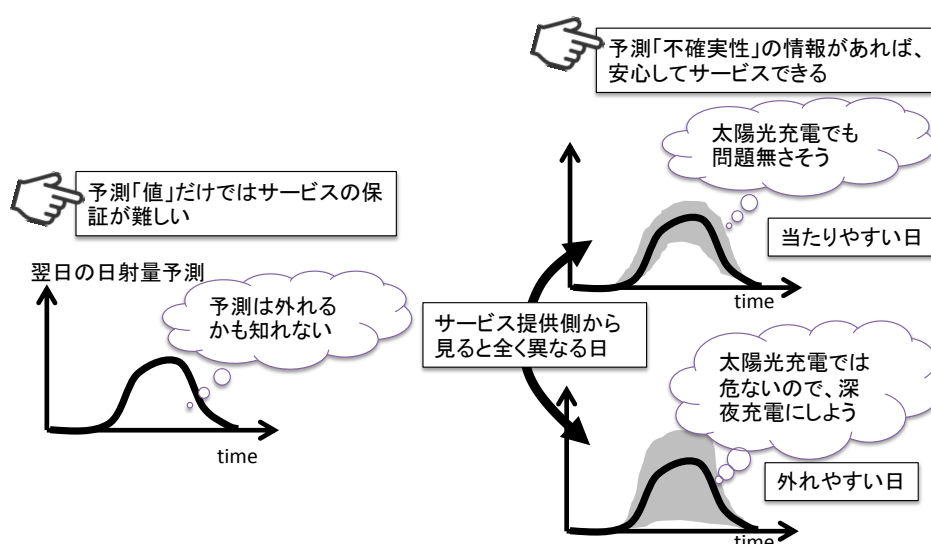 予測「値」だけではサービスの保
証が難しい
翌日の日射量予測
予測は外れる
かも知れない
time
サービス提供側から
見ると全く異なる日
予測「不確実性」の情報があれば、
安心してサービスできる
太陽光充電でも
問題無さそう
当たりやすい日
time
太陽光充電では
危ないので、深
夜充電にしよう
外れやすい日
time